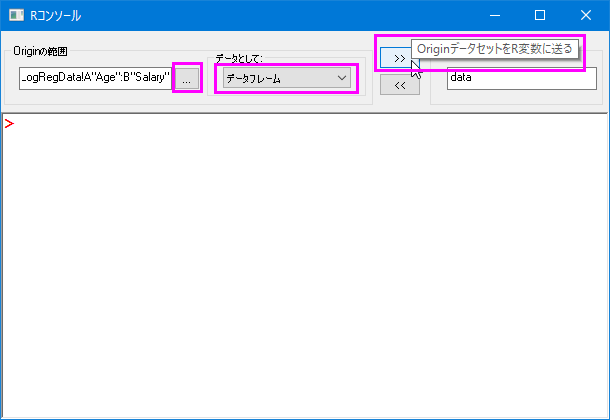 Rコンソール
Originの範囲
_ogRegData!A"Age":B"Salary"
...
データとして:
データフレーム
>>
OriginデータセットをR変数に送る
<<
data
>